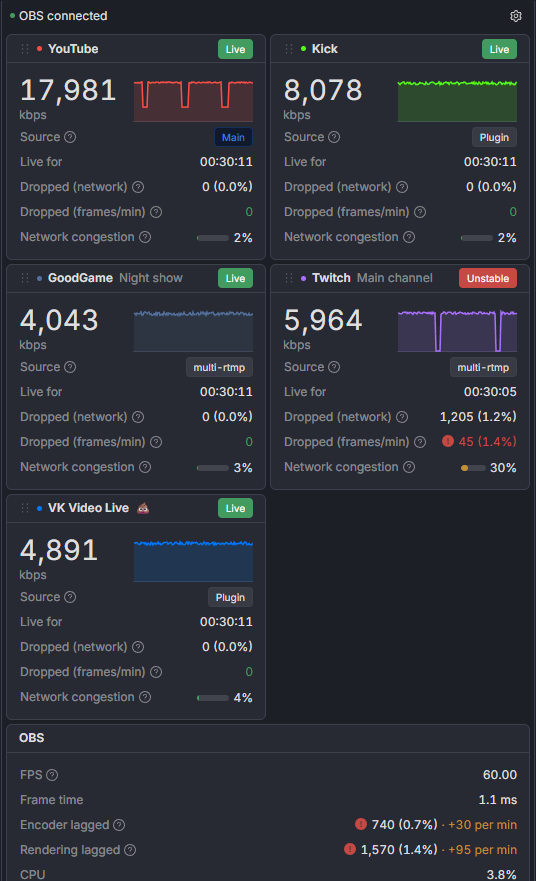 OBS connected
YouTube Live
17,981
kbps
Source Main
Live for 00:30:11
Dropped (network) 0 (0.0%)
Dropped (frames/min) 0
Network congestion 2%
Kick Live
8,078
kbps
Source Plugin
Live for 00:30:11
Dropped (network) 0 (0.0%)
Dropped (frames/min) 0
Network congestion 2%
GoodGame Night show Live
4,043
kbps
Source multi-rtmp
Live for 00:30:11
Dropped (network) 0 (0.0%)
Dropped (frames/min) 0
Network congestion 3%
Twitch Main channel Unstable
5,964
kbps
Source multi-rtmp
Live for 00:30:05
Dropped (network) 1,205 (1.2%)
Dropped (frames/min) 45 (1.4%)
Network congestion 30%
VK Video Live 💩 Live
4,891
kbps
Source Plugin
Live for 00:30:11
Dropped (network) 0 (0.0%)
Dropped (frames/min) 0
Network congestion 4%
OBS
FPS 60.00
Frame time 1.1 ms
Encoder lagged 740 (0.7%) · +30 per min
Rendering lagged 1,570 (1.4%) · +95 per min
CPU 3.8%